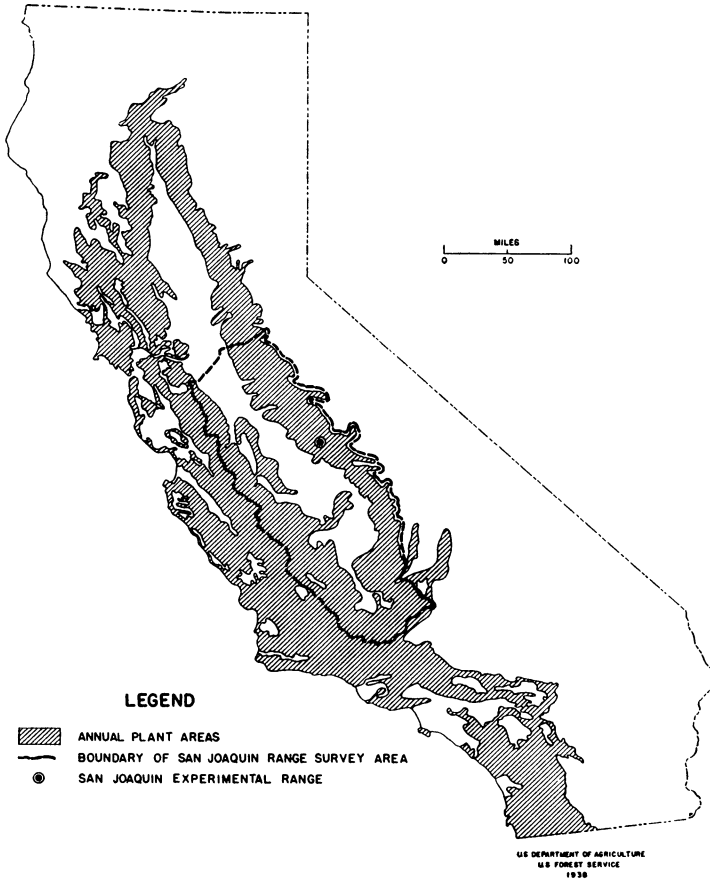 MILES
0 50 100
LEGEND
ANNUAL PLANT AREAS
BOUNDARY OF SAN JOAQUIN RANGE SURVEY AREA
SAN JOAQUIN EXPERIMENTAL RANGE
U.S DEPARTMENT OF AGRICULTURE
U.S FOREST SERVICE
1938